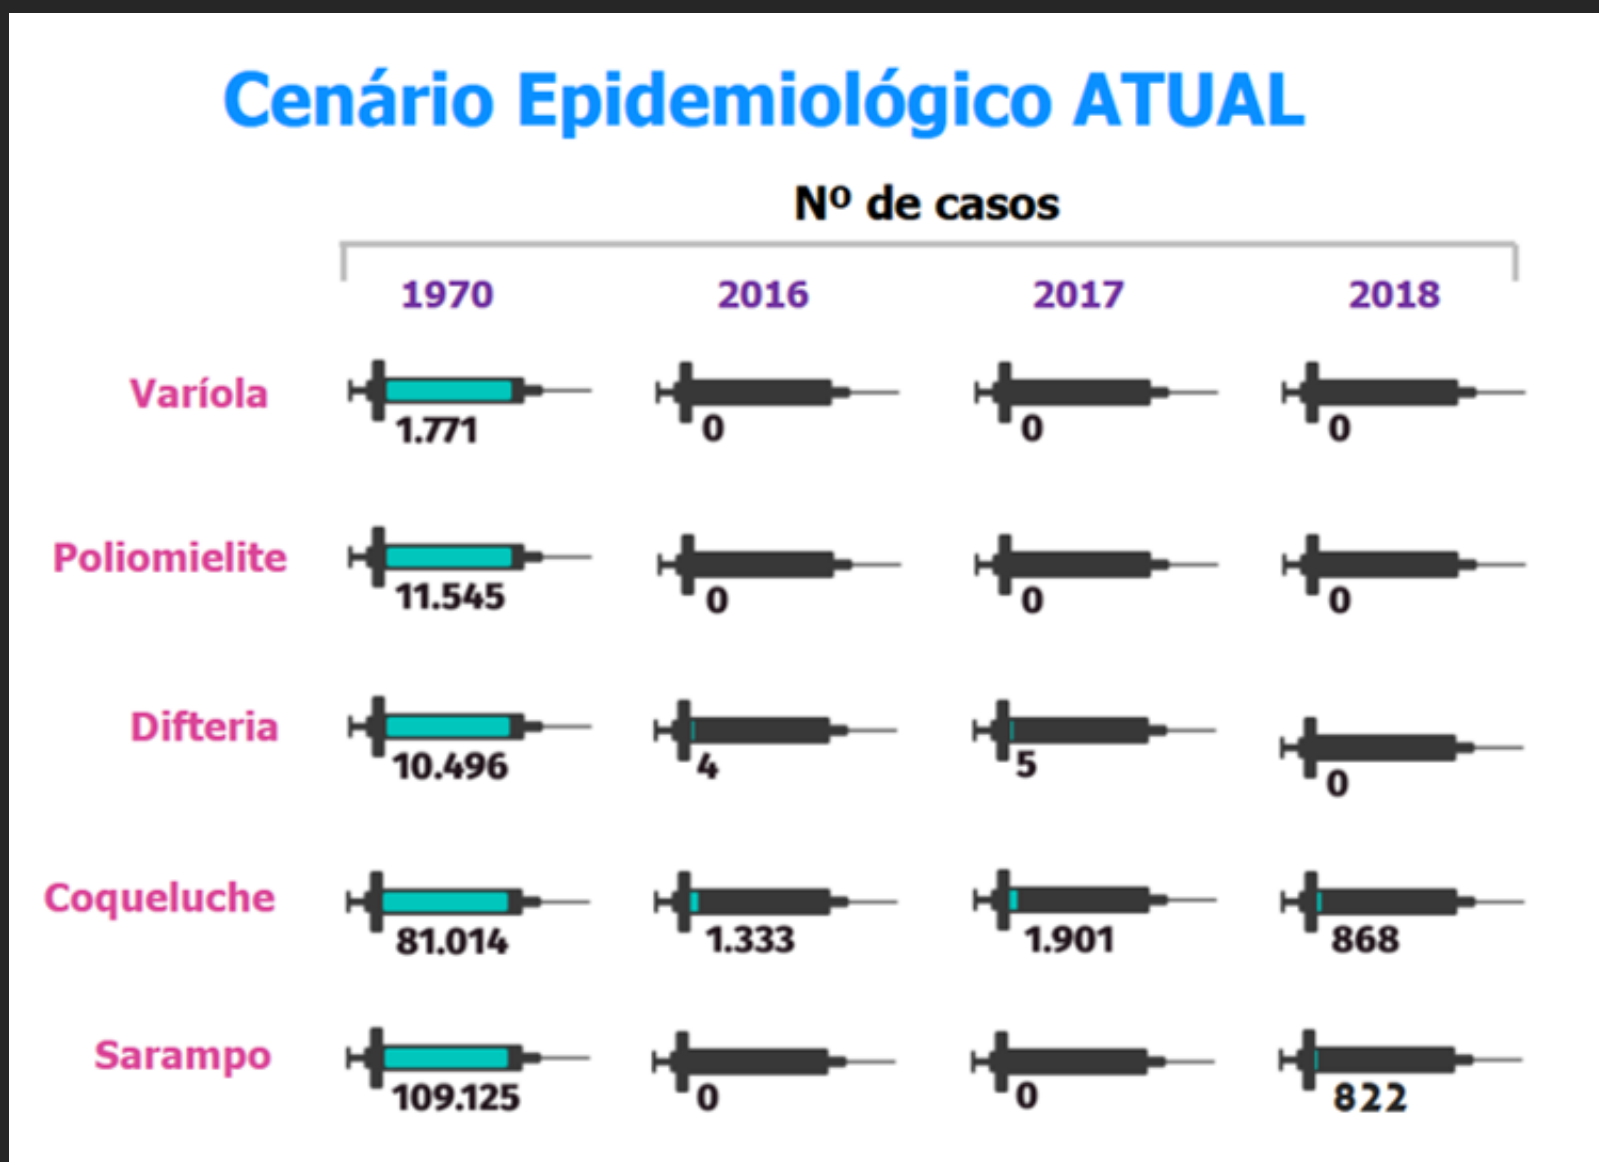 Cenário Epidemiológico ATUAL
Nº de casos
1970 2016 2017 2018
Varíola 1.771 0 0 0
Poliomielite 11.545 0 0 0
Difteria 10.496 4 5 0
Coqueluche 81.014 1.333 1.901 868
Sarampo 109.125 0 0 822